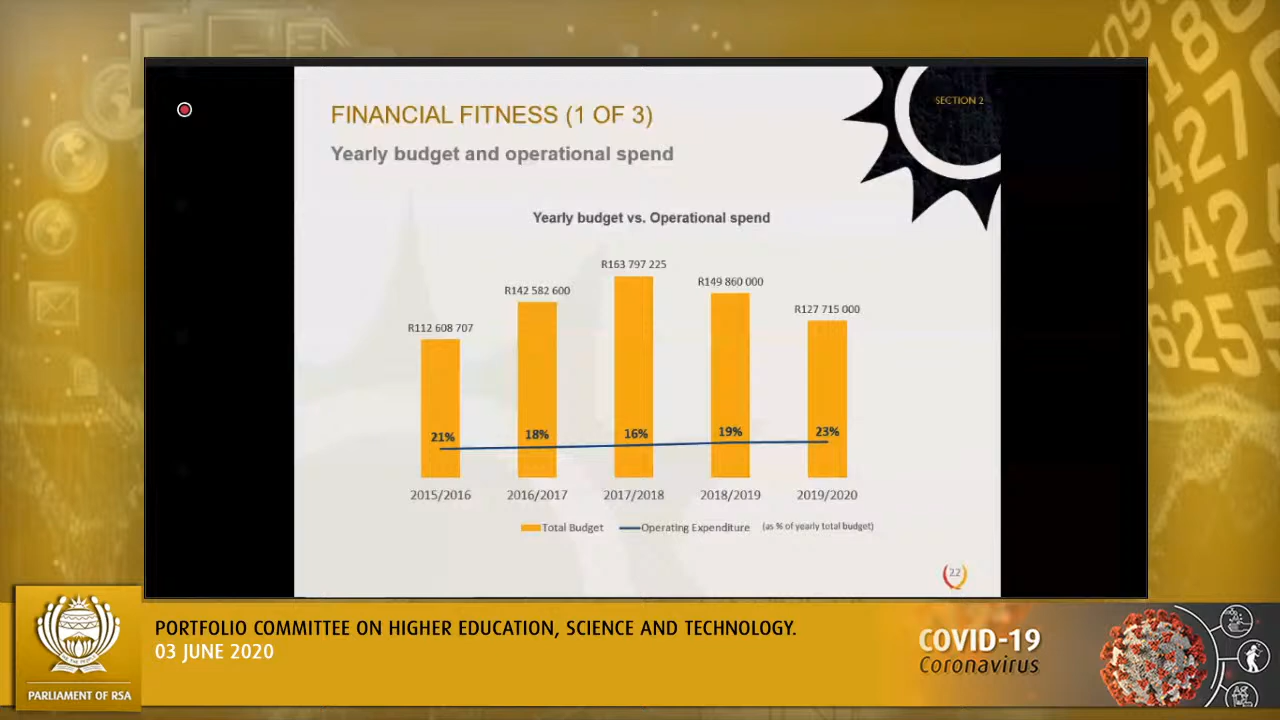 SECTION 2
FINANCIAL FITNESS (1 OF 3)
Yearly budget and operational spend
Yearly budget vs. Operational spend
R163 797 225
R149 860 000
R142 582 600
R127 715 000
R112 608 707
21% 18% 16% 19% 23%
2015/2016 2016/2017 2017/2018 2018/2019 2019/2020
Total Budget Operating Expenditure (as % of yearly total budget)
22
PORTFOLIO COMMITTEE ON HIGHER EDUCATION, SCIENCE AND TECHNOLOGY.
03 JUNE 2020
PARLIAMENT OF RSA
COVID-19
Coronavirus